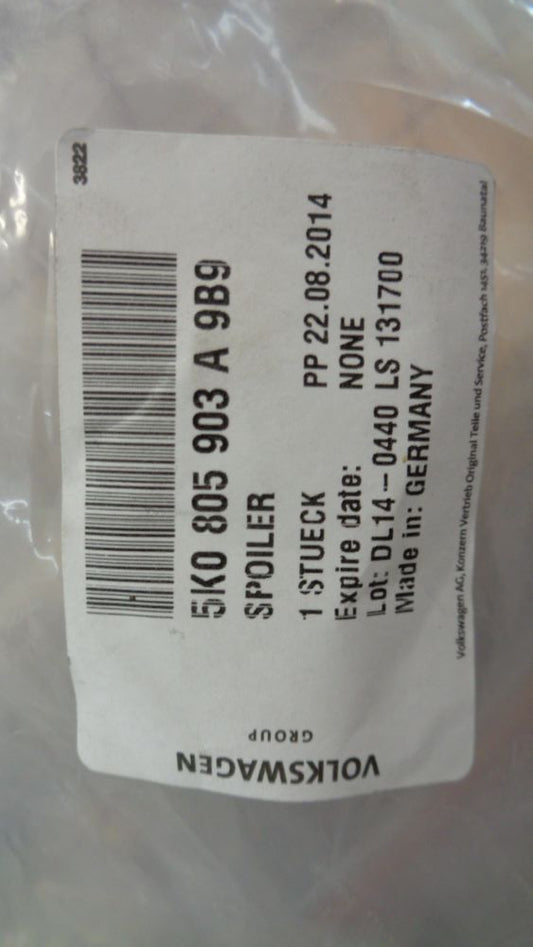 3822
5K0 805 903 A 9B9
SPOILER
1 STUECK PP 22.08.2014
Expire date: NONE
Lot: DL14-0440 LS 131700
Made in: GERMANY
Volkswagen AG, Konzern Vertrieb Original Teile und Service, Postfach 1451, 34219 Baunatal
VOLKSWAGEN
GROUP